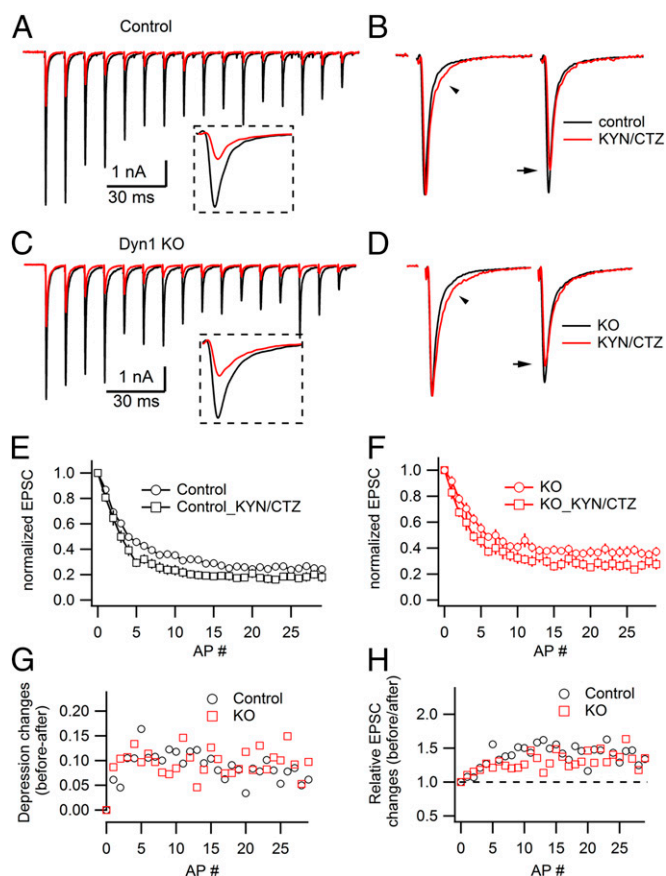 A
Control
1 nA
30 ms
B
control
KYN/CTZ
C
Dyn1 KO
1 nA
30 ms
D
KO
KYN/CTZ
E
normalized EPSC
1.0
0.8
0.6
0.4
0.2
0.0
Control
Control_KYN/CTZ
0 5 10 15 20 25
AP #
F
normalized EPSC
1.0
0.8
0.6
0.4
0.2
0.0
KO
KO_KYN/CTZ
0 5 10 15 20 25
AP #
G
Depression changes
(before-after)
0.20
0.15
0.10
0.05
0.00
Control
KO
0 5 10 15 20 25
AP #
H
Relative EPSC
changes (before/after)
1.5
1.0
0.5
Control
KO
0 5 10 15 20 25
AP #